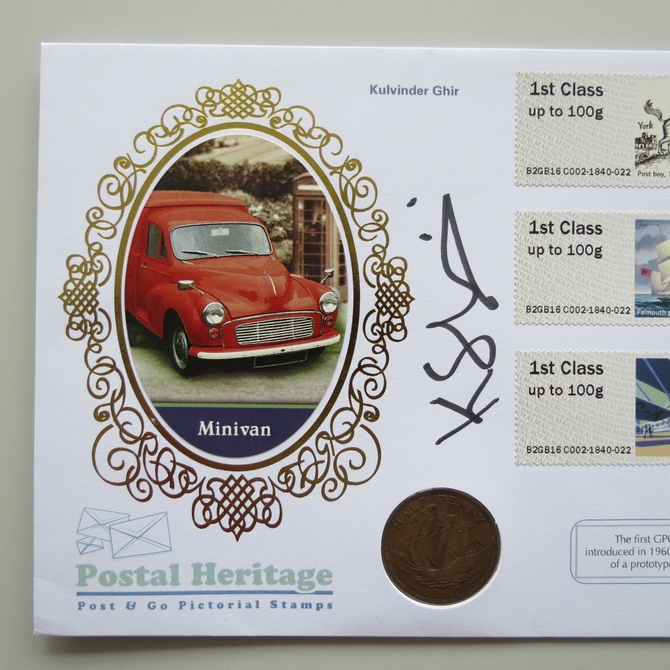 Kulvinder Ghir
1st Class
up to 100g
York
Post boy, 1
B2GB16 C002-1840-022
1st Class
up to 100g
Falmouth
B2GB16 C002-1840-022
1st Class
up to 100g
B2GB16 C002-1840-022
Minivan
HALF PENNY
Postal Heritage
Post & Go Pictorial Stamps
The first GPO
introduced in 1960
of a prototype